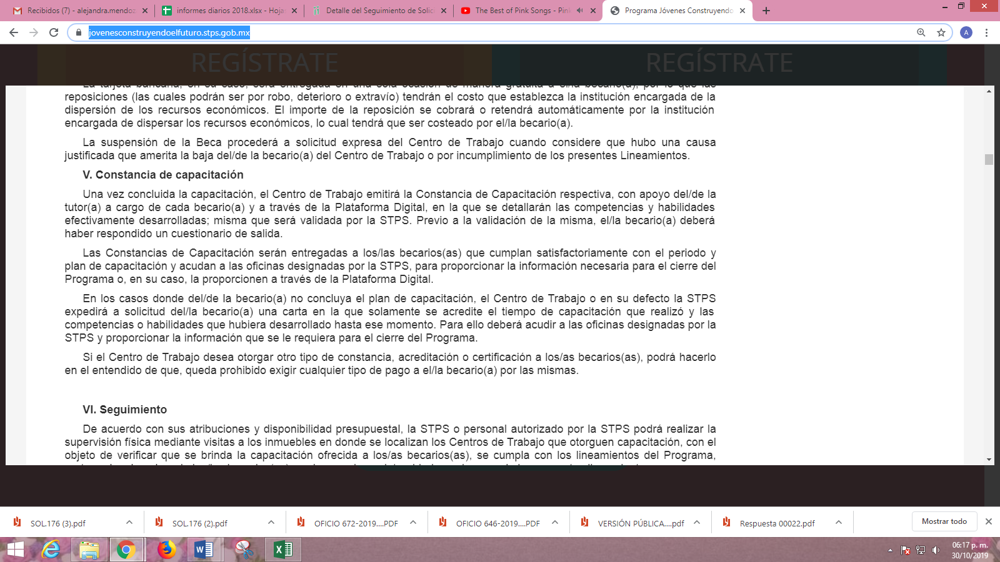 Recibidos (7) - alejandra.mendoz
informes diarios 2018.xlsx - Hoja
Detalle del Seguimiento de Solic
The Best of Pink Songs - Pin
Programa Jóvenes Construyendo
jovenesconstruyendoelfuturo.stps.gob.mx
A
REGÍSTRATE
REGÍSTRATE
La tarjeta bancaria, en su caso, será entregada en una sola ocasión de manera gratuita a el/la becario(a), por lo que las
reposiciones (las cuales podrán ser por robo, deterioro o extravío) tendrán el costo que establezca la institución encargada de la
dispersión de los recursos económicos. El importe de la reposición se cobrará o retendrá automáticamente por la institución
encargada de dispersar los recursos económicos, lo cual tendrá que ser costeado por el/la becario(a).
La suspensión de la Beca procederá a solicitud expresa del Centro de Trabajo cuando considere que hubo una causa
justificada que amerita la baja del/de la becario(a) del Centro de Trabajo o por incumplimiento de los presentes Lineamientos.
V. Constancia de capacitación
Una vez concluida la capacitación, el Centro de Trabajo emitirá la Constancia de Capacitación respectiva, con apoyo del/de la
tutor(a) a cargo de cada becario(a) y a través de la Plataforma Digital, en la que se detallarán las competencias y habilidades
efectivamente desarrolladas; misma que será validada por la STPS. Previo a la validación de la misma, el/la becario(a) deberá
haber respondido un cuestionario de salida.
Las Constancias de Capacitación serán entregadas a los/las becarios(as) que cumplan satisfactoriamente con el periodo y
plan de capacitación y acudan a las oficinas designadas por la STPS, para proporcionar la información necesaria para el cierre del
Programa o, en su caso, la proporcionen a través de la Plataforma Digital.
En los casos donde del/de la becario(a) no concluya el plan de capacitación, el Centro de Trabajo o en su defecto la STPS
expedirá a solicitud del/la becario(a) una carta en la que solamente se acredite el tiempo de capacitación que realizó y las
competencias o habilidades que hubiera desarrollado hasta ese momento. Para ello deberá acudir a las oficinas designadas por la
STPS y proporcionar la información que se le requiera para el cierre del Programa.
Si el Centro de Trabajo desea otorgar otro tipo de constancia, acreditación o certificación a los/as becarios(as), podrá hacerlo
en el entendido de que, queda prohibido exigir cualquier tipo de pago a el/la becario(a) por las mismas.
VI. Seguimiento
De acuerdo con sus atribuciones y disponibilidad presupuestal, la STPS o personal autorizado por la STPS podrá realizar la
supervisión física mediante visitas a los inmuebles en donde se localizan los Centros de Trabajo que otorguen capacitación, con el
objeto de verificar que se brinda la capacitación ofrecida a los/as becarios(as), se cumpla con los lineamientos del Programa,
SOL.176 (3).pdf
SOL.176 (2).pdf
OFICIO 672-2019....PDF
OFICIO 646-2019....PDF
VERSIÓN PÚBLICA....pdf
Respuesta 00022.pdf
Mostrar todo
06:17 p. m.
30/10/2019